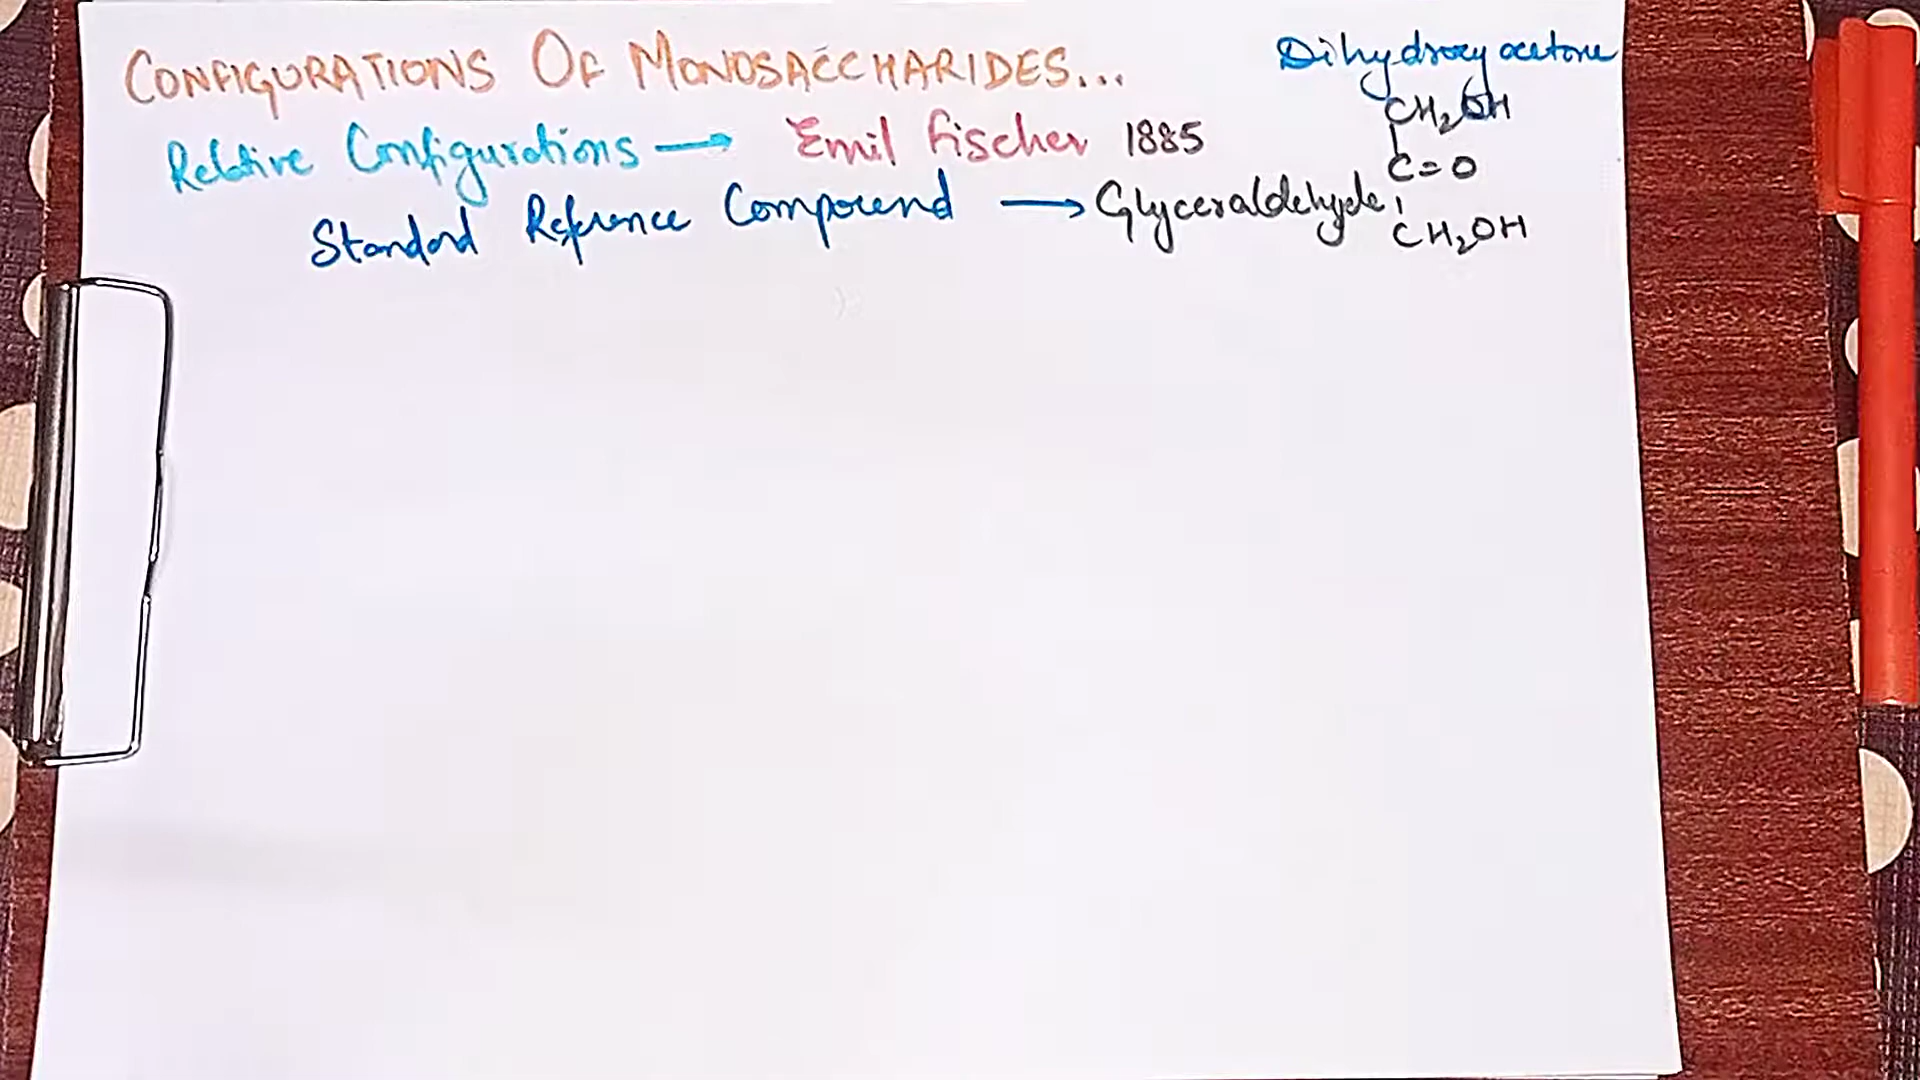 CONFIGURATIONS OF MONOSACCHARIDES...
Relative Configurations → Emil Fischer 1885
Standard Reference Compound → Glyceraldehyde,
Dihydroxy acetone
CH₂OH
C=O
CH₂OH